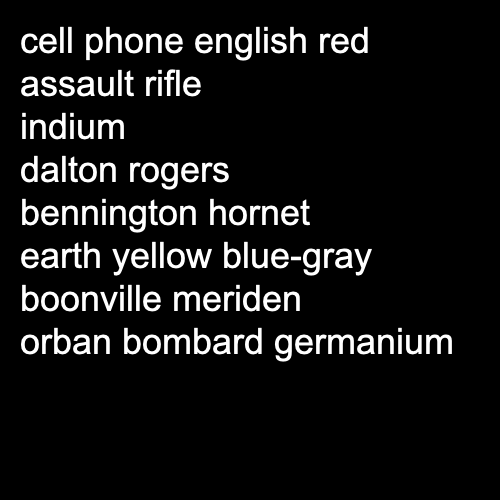 cell phone english red
assault rifle
indium
dalton rogers
bennington hornet
earth yellow blue-gray
boonville meriden
orban bombard germanium